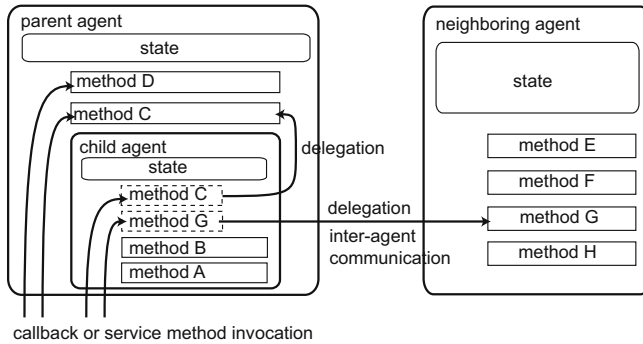 parent agent
state
method D
method C
child agent
state
method C
method G
method B
method A
delegation
delegation
inter-agent
communication
neighboring agent
state
method E
method F
method G
method H
callback or service method invocation